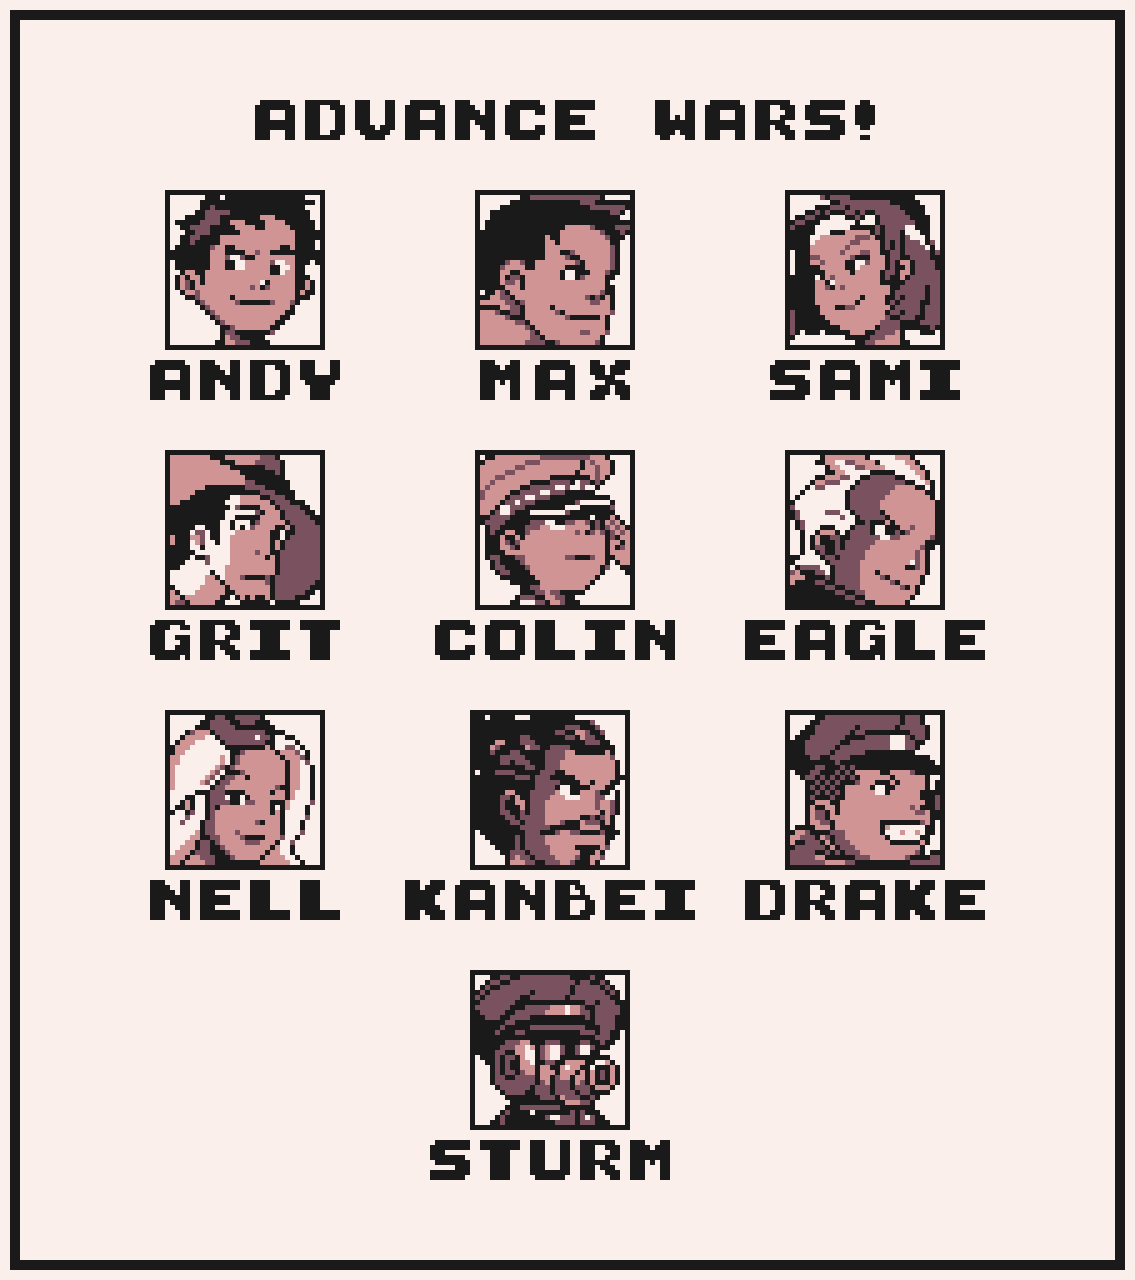 ADVANCE WARS!
ANDY MAX SAMI
GRIT COLIN EAGLE
NELL KANBEI DRAKE
STURM